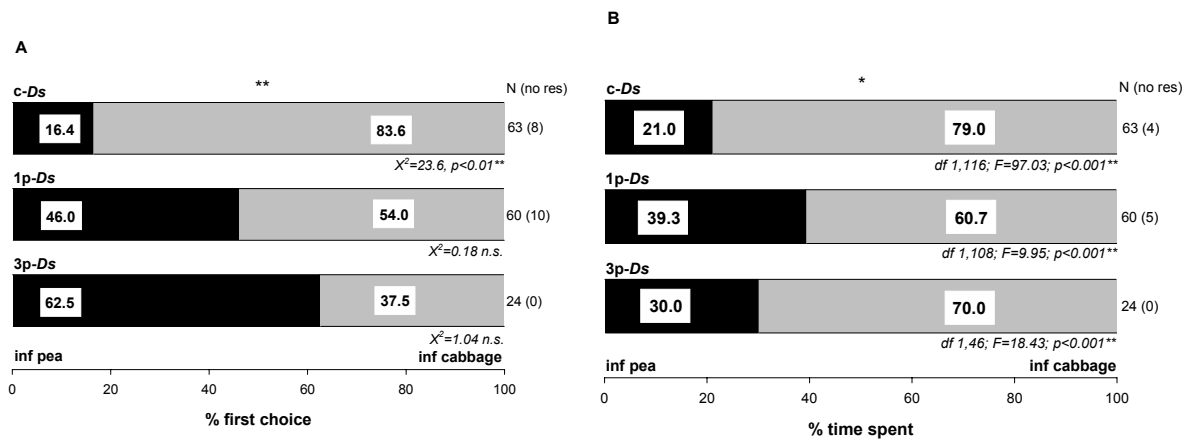 A
**
c-Ds
N (no res)
16.4
83.6
63 (8)
X²=23.6, p<0.01**
1p-Ds
46.0
54.0
60 (10)
X²=0.18 n.s.
3p-Ds
62.5
37.5
24 (0)
X²=1.04 n.s.
inf pea
inf cabbage
0 20 40 60 80 100
% first choice
B
*
c-Ds
N (no res)
21.0
79.0
63 (4)
df 1,116; F=97.03; p<0.001**
1p-Ds
39.3
60.7
60 (5)
df 1,108; F=9.95; p<0.001**
3p-Ds
30.0
70.0
24 (0)
df 1,46; F=18.43; p<0.001**
inf pea
inf cabbage
0 20 40 60 80 100
% time spent